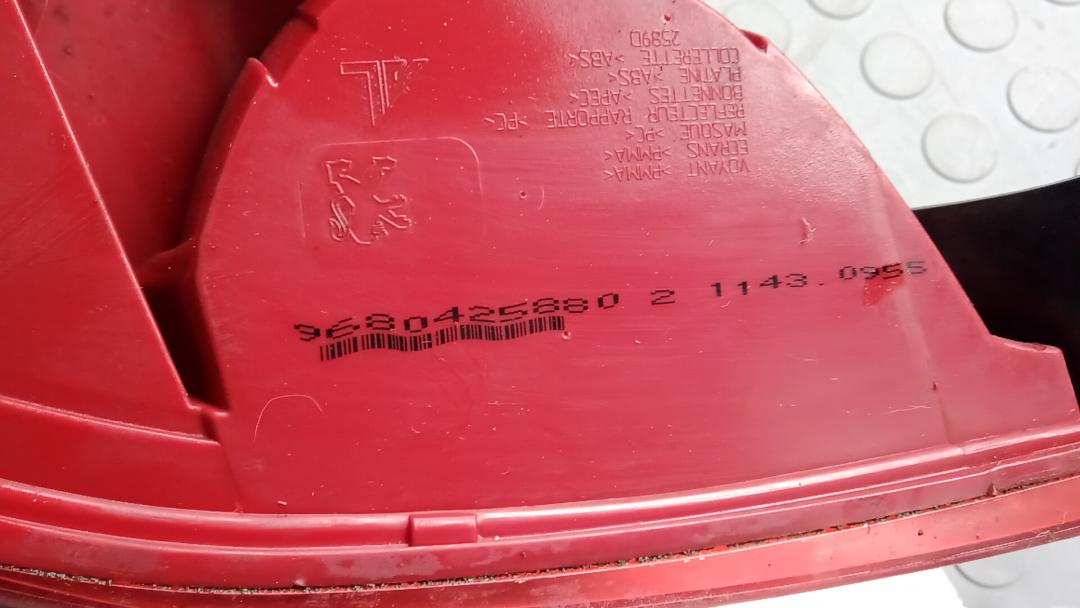 VOYANT >PMMA<
ECRANS >PMMA<
MASQUE >PC<
REFLECTEUR RAPPORTE >PC<
BONNETTES >APEC<
PLATINE >ABS<
COLLERETTE >ABS<
2589D
9680425880 2 1143.0955